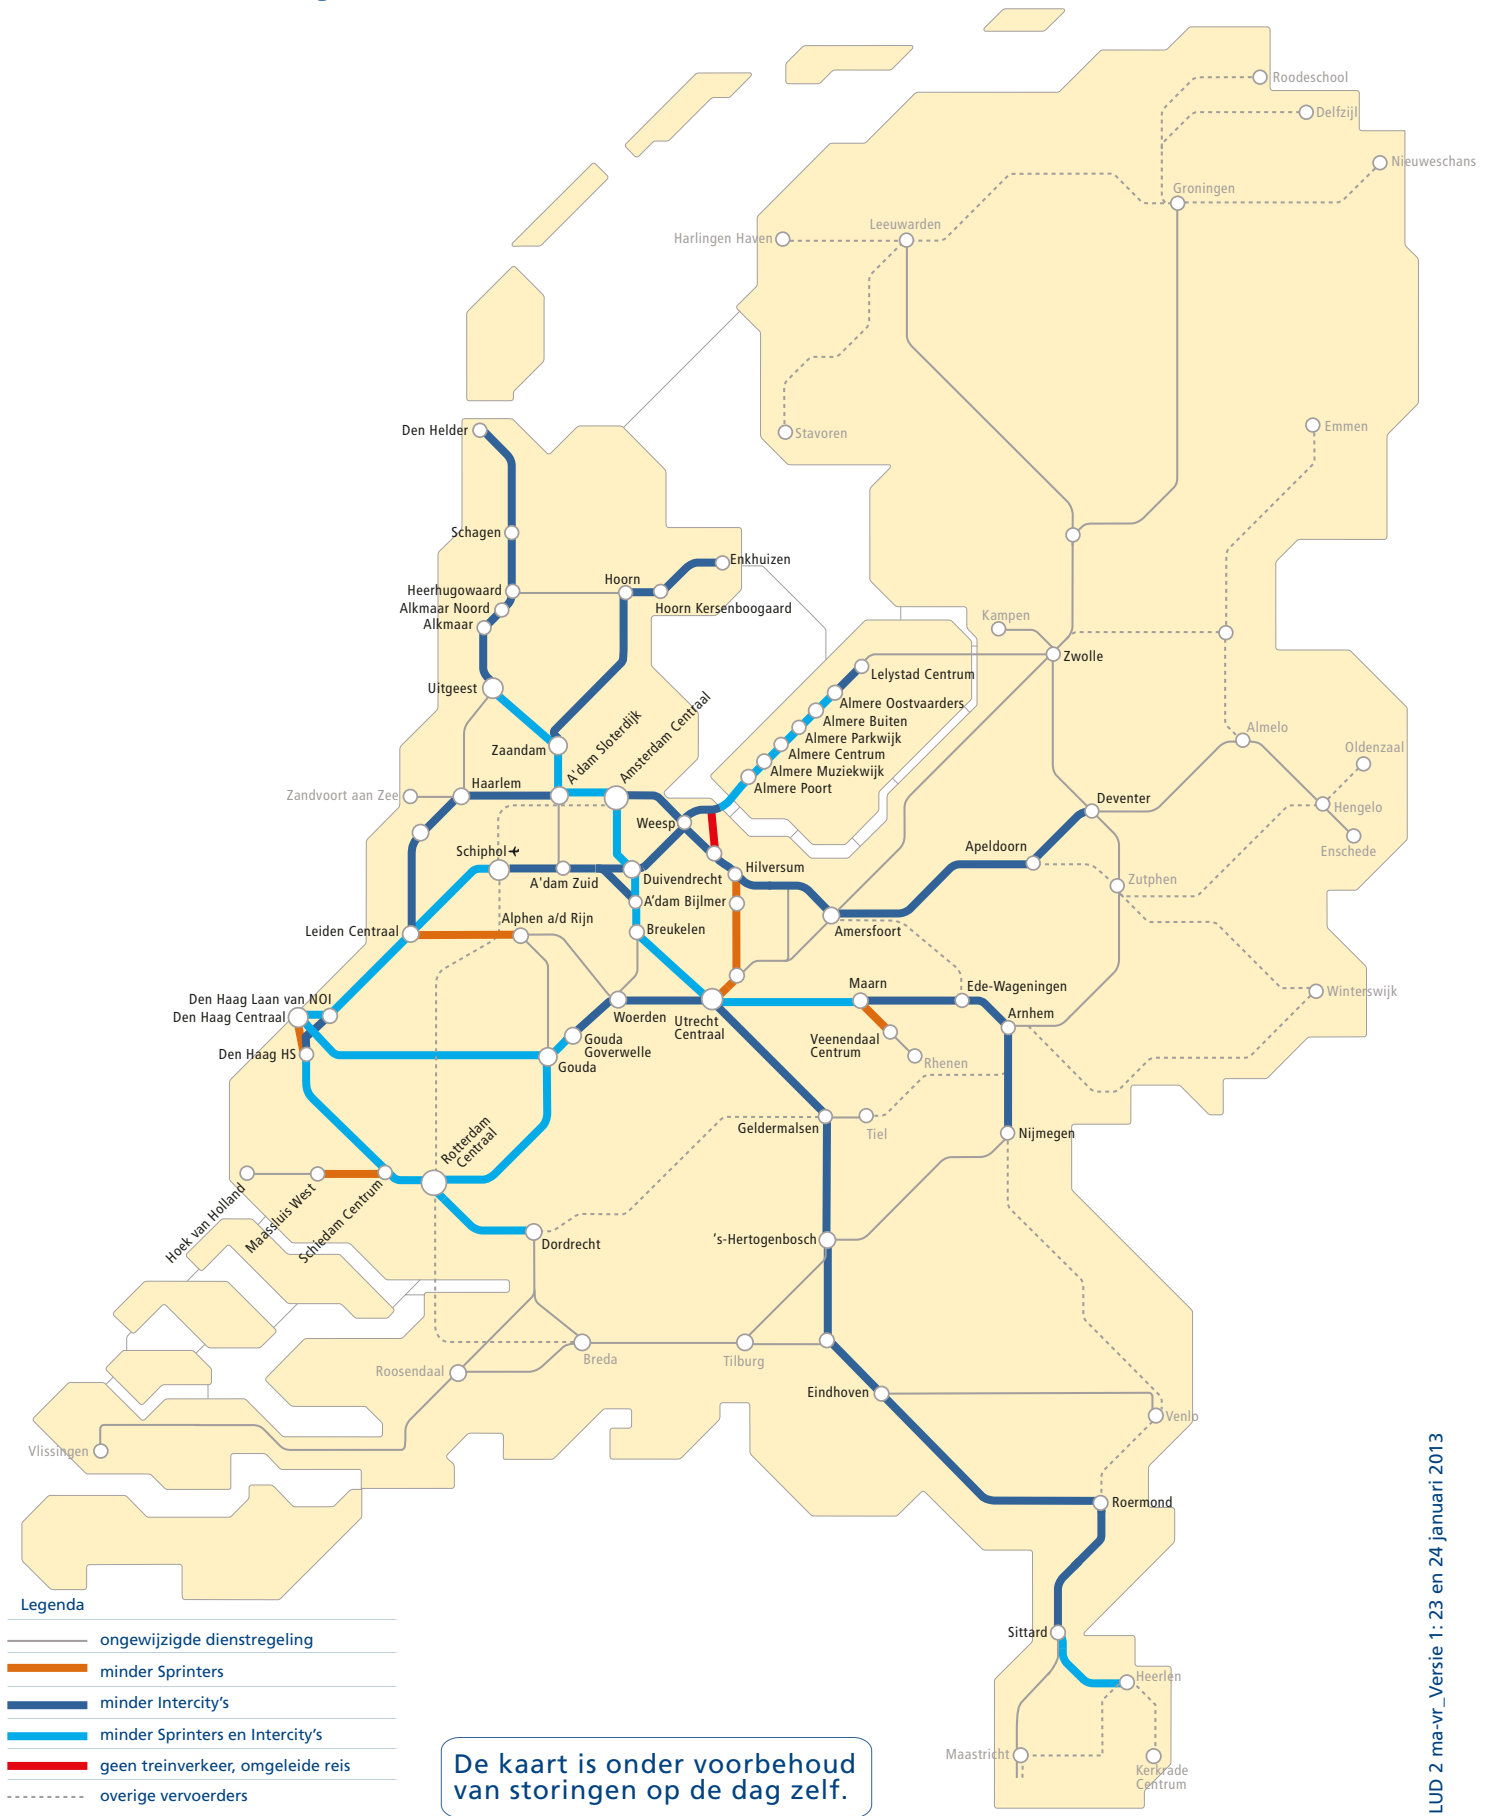 Roodeschool
Delfzijl
Nieuweschans
Groningen
Leeuwarden
Harlingen Haven
Stavoren
Emmen
Den Helder
Schagen
Enkhuizen
Hoorn
Heerhugowaard
Alkmaar Noord
Hoorn Kersenboogaard
Alkmaar
Kampen
Zwolle
Lelystad Centrum
Uitgeest
Almere Oostvaarders
Almere Buiten
Almere Parkwijk
Almere Centrum
Almere Muziekwijk
Almere Poort
Zaandam
A'dam Sloterdijk
Amsterdam Centraal
Almelo
Oldenzaal
Hengelo
Enschede
Haarlem
Zandvoort aan Zee
Deventer
Weesp
Apeldoorn
Schiphol
A'dam Zuid
Duivendrecht
Hilversum
Zutphen
A'dam Bijlmer
Alphen a/d Rijn
Leiden Centraal
Breukelen
Amersfoort
Den Haag Laan van NOI
Den Haag Centraal
Maarn
Ede-Wageningen
Winterswijk
Woerden
Utrecht
Centraal
Arnhem
Gouda
Goverwelle
Veenendaal
Centrum
Den Haag HS
Gouda
Rhenen
Rotterdam
Centraal
Geldermalsen
Tiel
Nijmegen
Hoek van Holland
Maassluis West
Schiedam Centrum
Dordrecht
's-Hertogenbosch
Breda
Tilburg
Roosendaal
Eindhoven
Venlo
Vlissingen
Roermond
Sittard
Heerlen
Maastricht
Kerkrade
Centrum
Legenda
ongewijzigde dienstregeling
minder Sprinters
minder Intercity's
minder Sprinters en Intercity's
geen treinverkeer, omgeleide reis
overige vervoerders
De kaart is onder voorbehoud
van storingen op de dag zelf.
LUD 2 ma-vr_Versie 1: 23 en 24 januari 2013